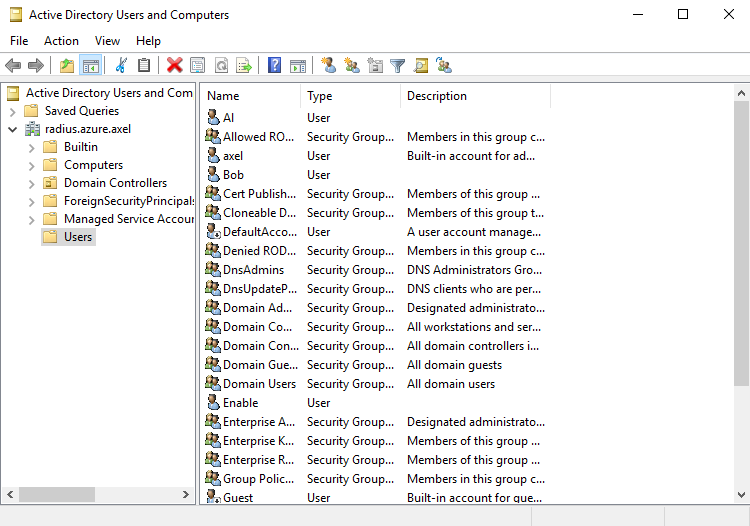 Active Directory Users and Computers
File Action View Help
Active Directory Users and Com
Saved Queries
radius.azure.axel
Builtin
Computers
Domain Controllers
ForeignSecurityPrincipals
Managed Service Accour
Users
Name Type Description
AI User
Allowed RO... Security Group... Members in this group c...
axel User Built-in account for ad...
Bob User
Cert Publish... Security Group... Members of this group ...
Cloneable D... Security Group... Members of this group t...
DefaultAcco... User A user account manage...
Denied ROD... Security Group... Members in this group c...
DnsAdmins Security Group... DNS Administrators Gro...
DnsUpdateP... Security Group... DNS clients who are per...
Domain Ad... Security Group... Designated administrato...
Domain Co... Security Group... All workstations and ser...
Domain Con... Security Group... All domain controllers i...
Domain Gue... Security Group... All domain guests
Domain Users Security Group... All domain users
Enable User
Enterprise A... Security Group... Designated administrato...
Enterprise K... Security Group... Members of this group ...
Enterprise R... Security Group... Members of this group ...
Group Polic... Security Group... Members in this group c...
Guest User Built-in account for gue...